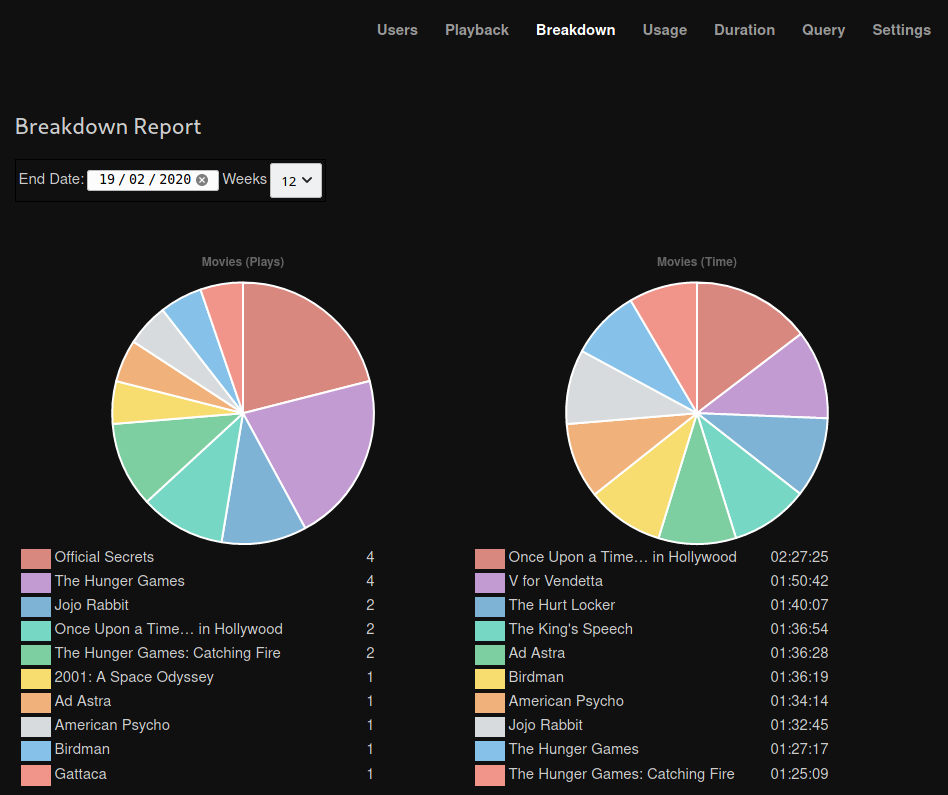 Users Playback Breakdown Usage Duration Query Settings
Breakdown Report
End Date: 19/02/2020 Weeks 12
Movies (Plays)
Official Secrets 4
The Hunger Games 4
Jojo Rabbit 2
Once Upon a Time… in Hollywood 2
The Hunger Games: Catching Fire 2
2001: A Space Odyssey 1
Ad Astra 1
American Psycho 1
Birdman 1
Gattaca 1
Movies (Time)
Once Upon a Time… in Hollywood 02:27:25
V for Vendetta 01:50:42
The Hurt Locker 01:40:07
The King's Speech 01:36:54
Ad Astra 01:36:28
Birdman 01:36:19
American Psycho 01:34:14
Jojo Rabbit 01:32:45
The Hunger Games 01:27:17
The Hunger Games: Catching Fire 01:25:09